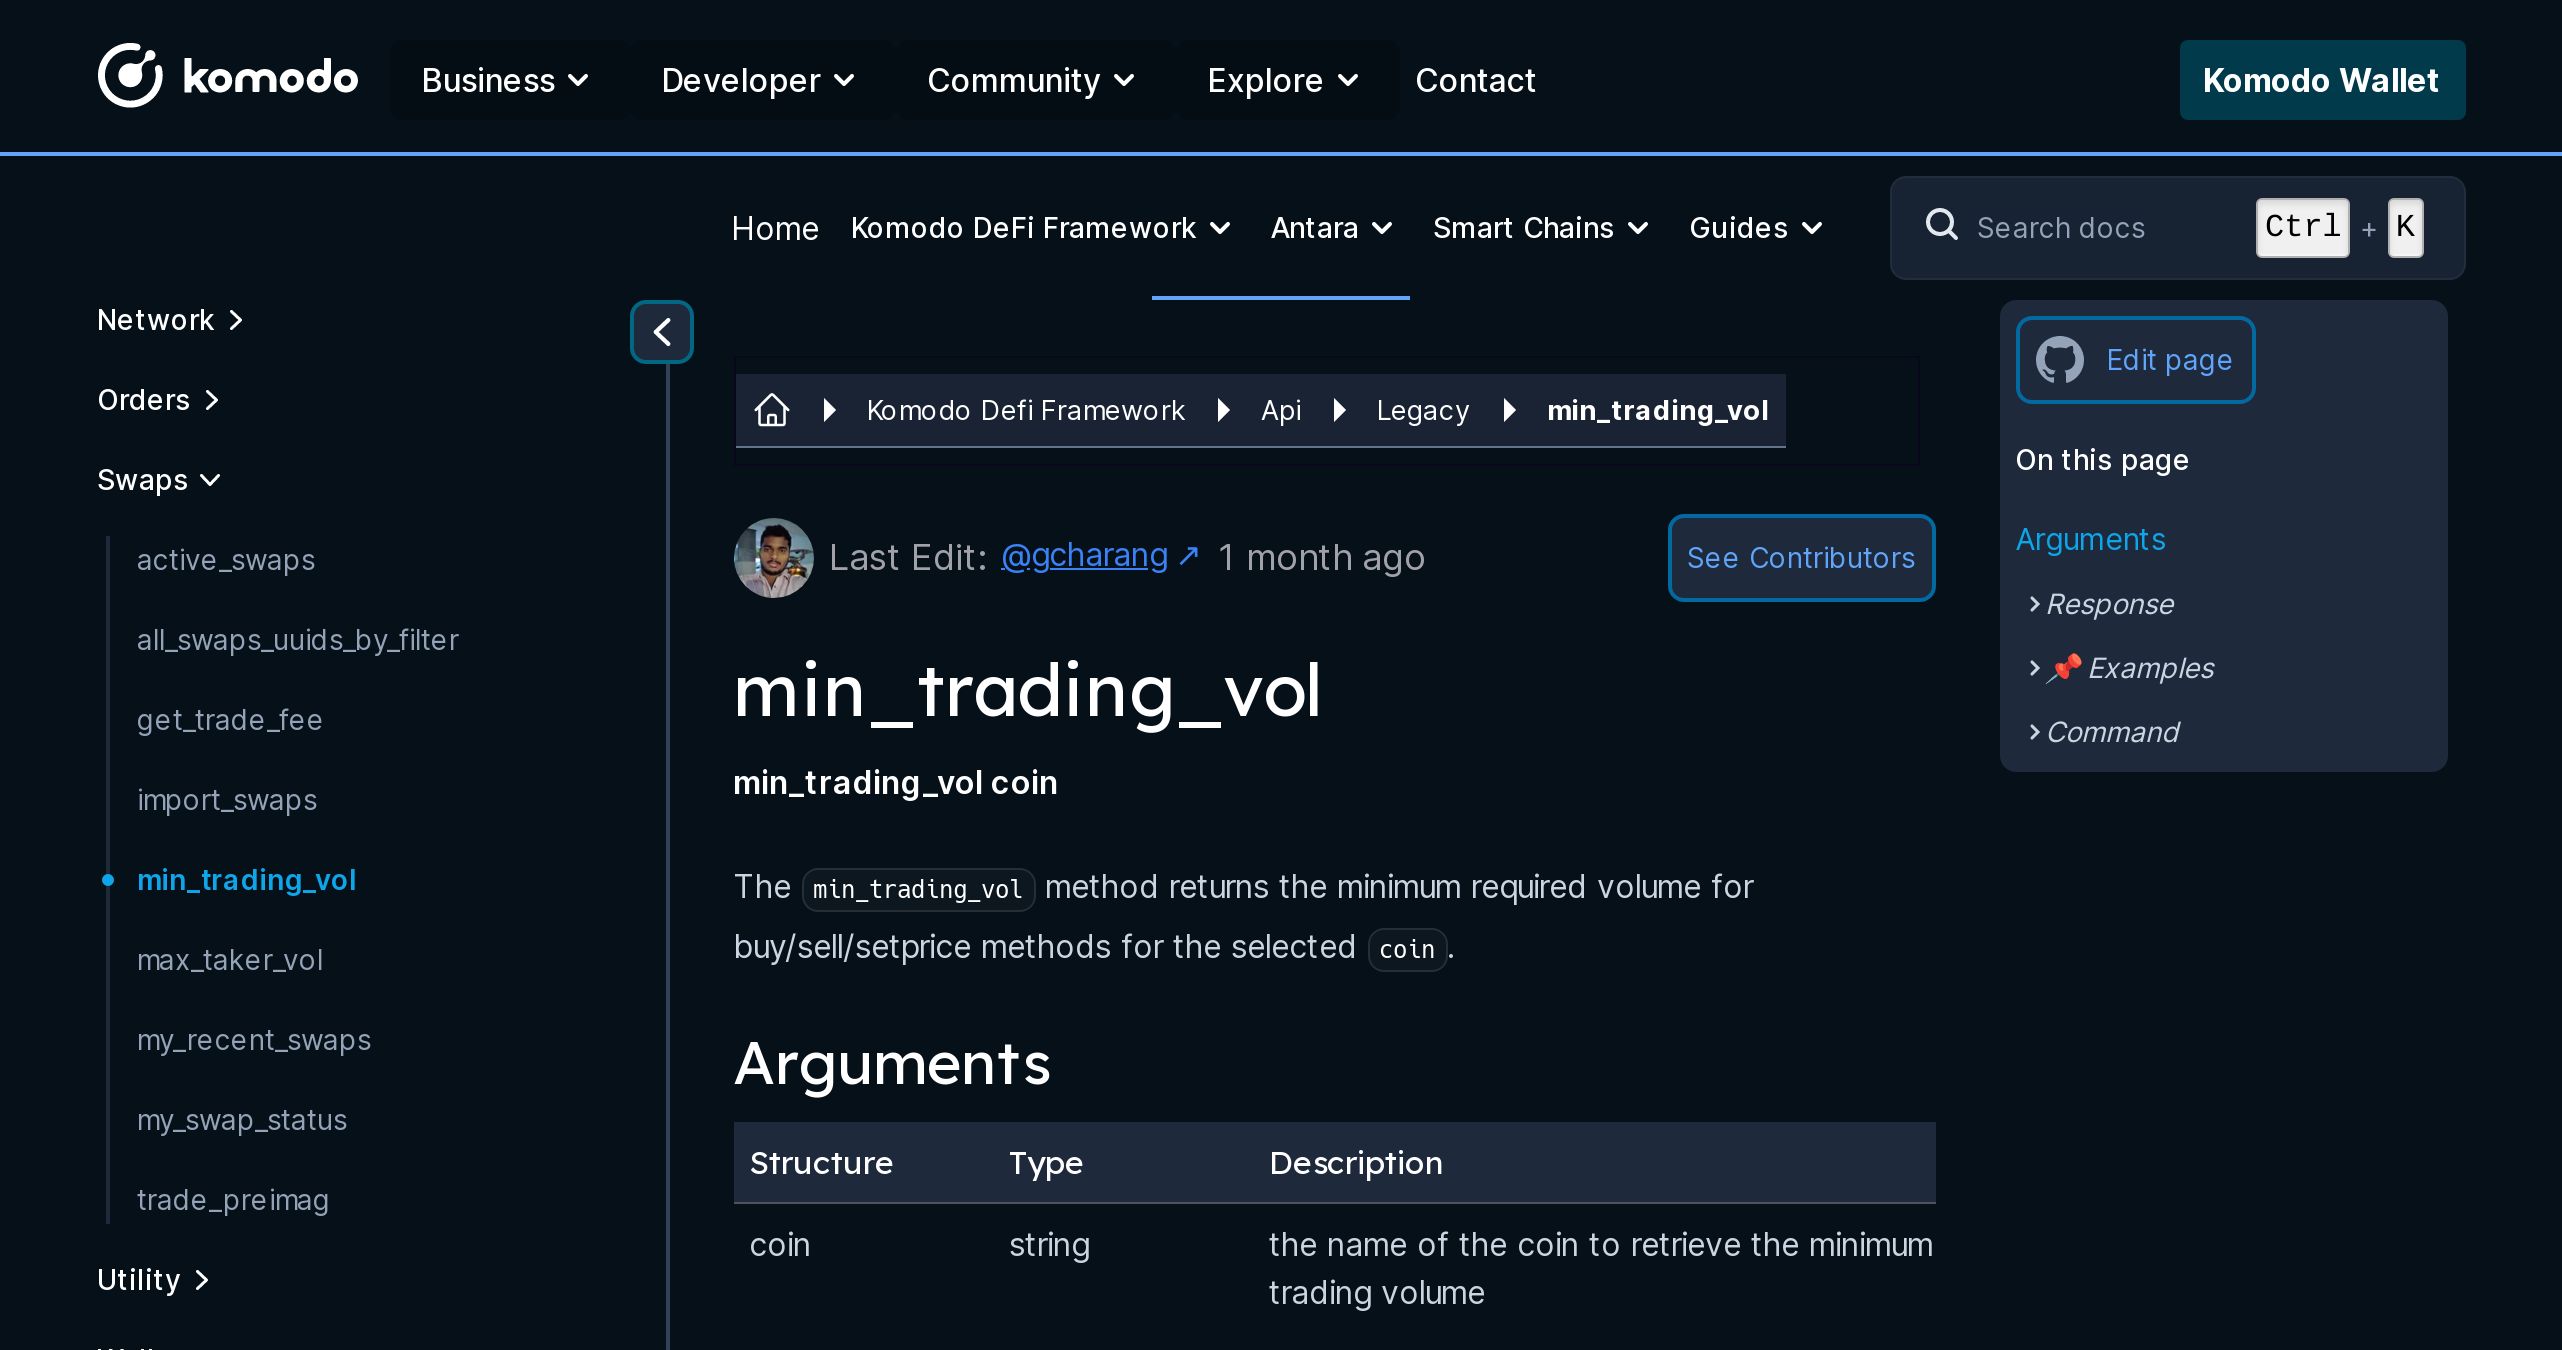 komodo Business Developer Community Explore Contact Komodo Wallet
Home Komodo DeFi Framework Antara Smart Chains Guides Search docs Ctrl + K
Network
Orders
Swaps
active_swaps
all_swaps_uuids_by_filter
get_trade_fee
import_swaps
min_trading_vol
max_taker_vol
my_recent_swaps
my_swap_status
trade_preimag
Utility
Komodo Defi Framework Api Legacy min_trading_vol
Last Edit: @gcharang ↗ 1 month ago See Contributors
min_trading_vol
min_trading_vol coin
The min_trading_vol method returns the minimum required volume for
buy/sell/setprice methods for the selected coin.
Arguments
Structure Type Description
coin string the name of the coin to retrieve the minimum
trading volume
Edit page
On this page
Arguments
Response
📌 Examples
Command